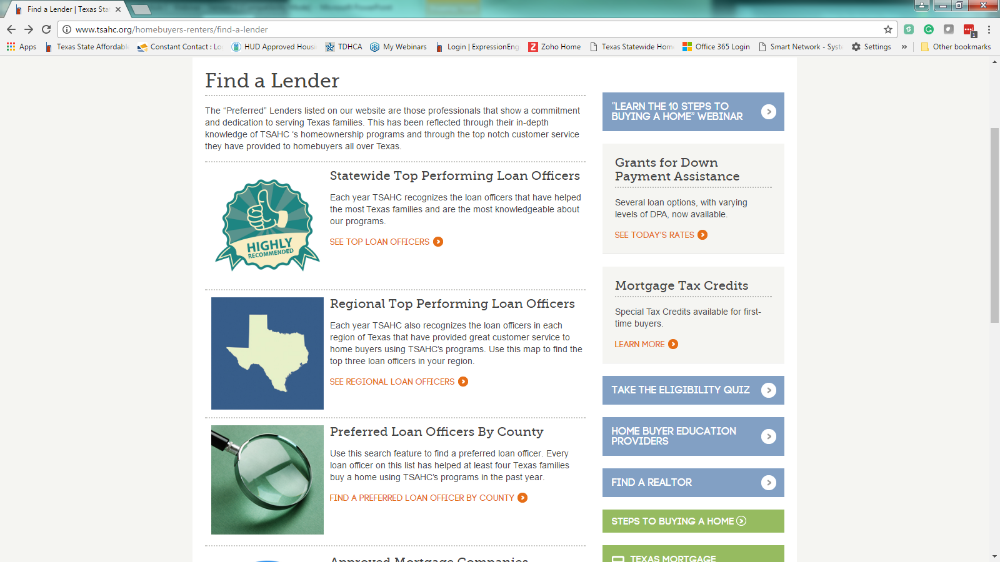 Find a Lender | Texas Sta
Microsoft PowerPoint
www.tsahc.org/homebuyers-renters/find-a-lender
1
Apps
Texas State Affordabl
Constant Contact : Lo
HUD Approved Housi
TDHCA
My Webinars
Login | ExpressionEng
Zoho Home
Texas Statewide Home
Office 365 Login
Smart Network - Syste
Settings
»
Other bookmarks
Find a Lender
The “Preferred” Lenders listed on our website are those professionals that show a commitment
and dedication to serving Texas families. This has been reflected through their in-depth
knowledge of TSAHC ‘s homeownership programs and through the top notch customer service
they have provided to homebuyers all over Texas.
HIGHLY
RECOMMENDED
Statewide Top Performing Loan Officers
Each year TSAHC recognizes the loan officers that have helped
the most Texas families and are the most knowledgeable about
our programs.
SEE TOP LOAN OFFICERS
Regional Top Performing Loan Officers
Each year TSAHC also recognizes the loan officers in each
region of Texas that have provided great customer service to
home buyers using TSAHC’s programs. Use this map to find the
top three loan officers in your region.
SEE REGIONAL LOAN OFFICERS
Preferred Loan Officers By County
Use this search feature to find a preferred loan officer. Every
loan officer on this list has helped at least four Texas families
buy a home using TSAHC’s programs in the past year.
FIND A PREFERRED LOAN OFFICER BY COUNTY
Approved Mortgage Companies
“LEARN THE 10 STEPS TO
BUYING A HOME” WEBINAR
Grants for Down
Payment Assistance
Several loan options, with varying
levels of DPA, now available.
SEE TODAY’S RATES
Mortgage Tax Credits
Special Tax Credits available for first-
time buyers.
LEARN MORE
TAKE THE ELIGIBILITY QUIZ
HOME BUYER EDUCATION
PROVIDERS
FIND A REALTOR
STEPS TO BUYING A HOME
TEXAS MORTGAGE